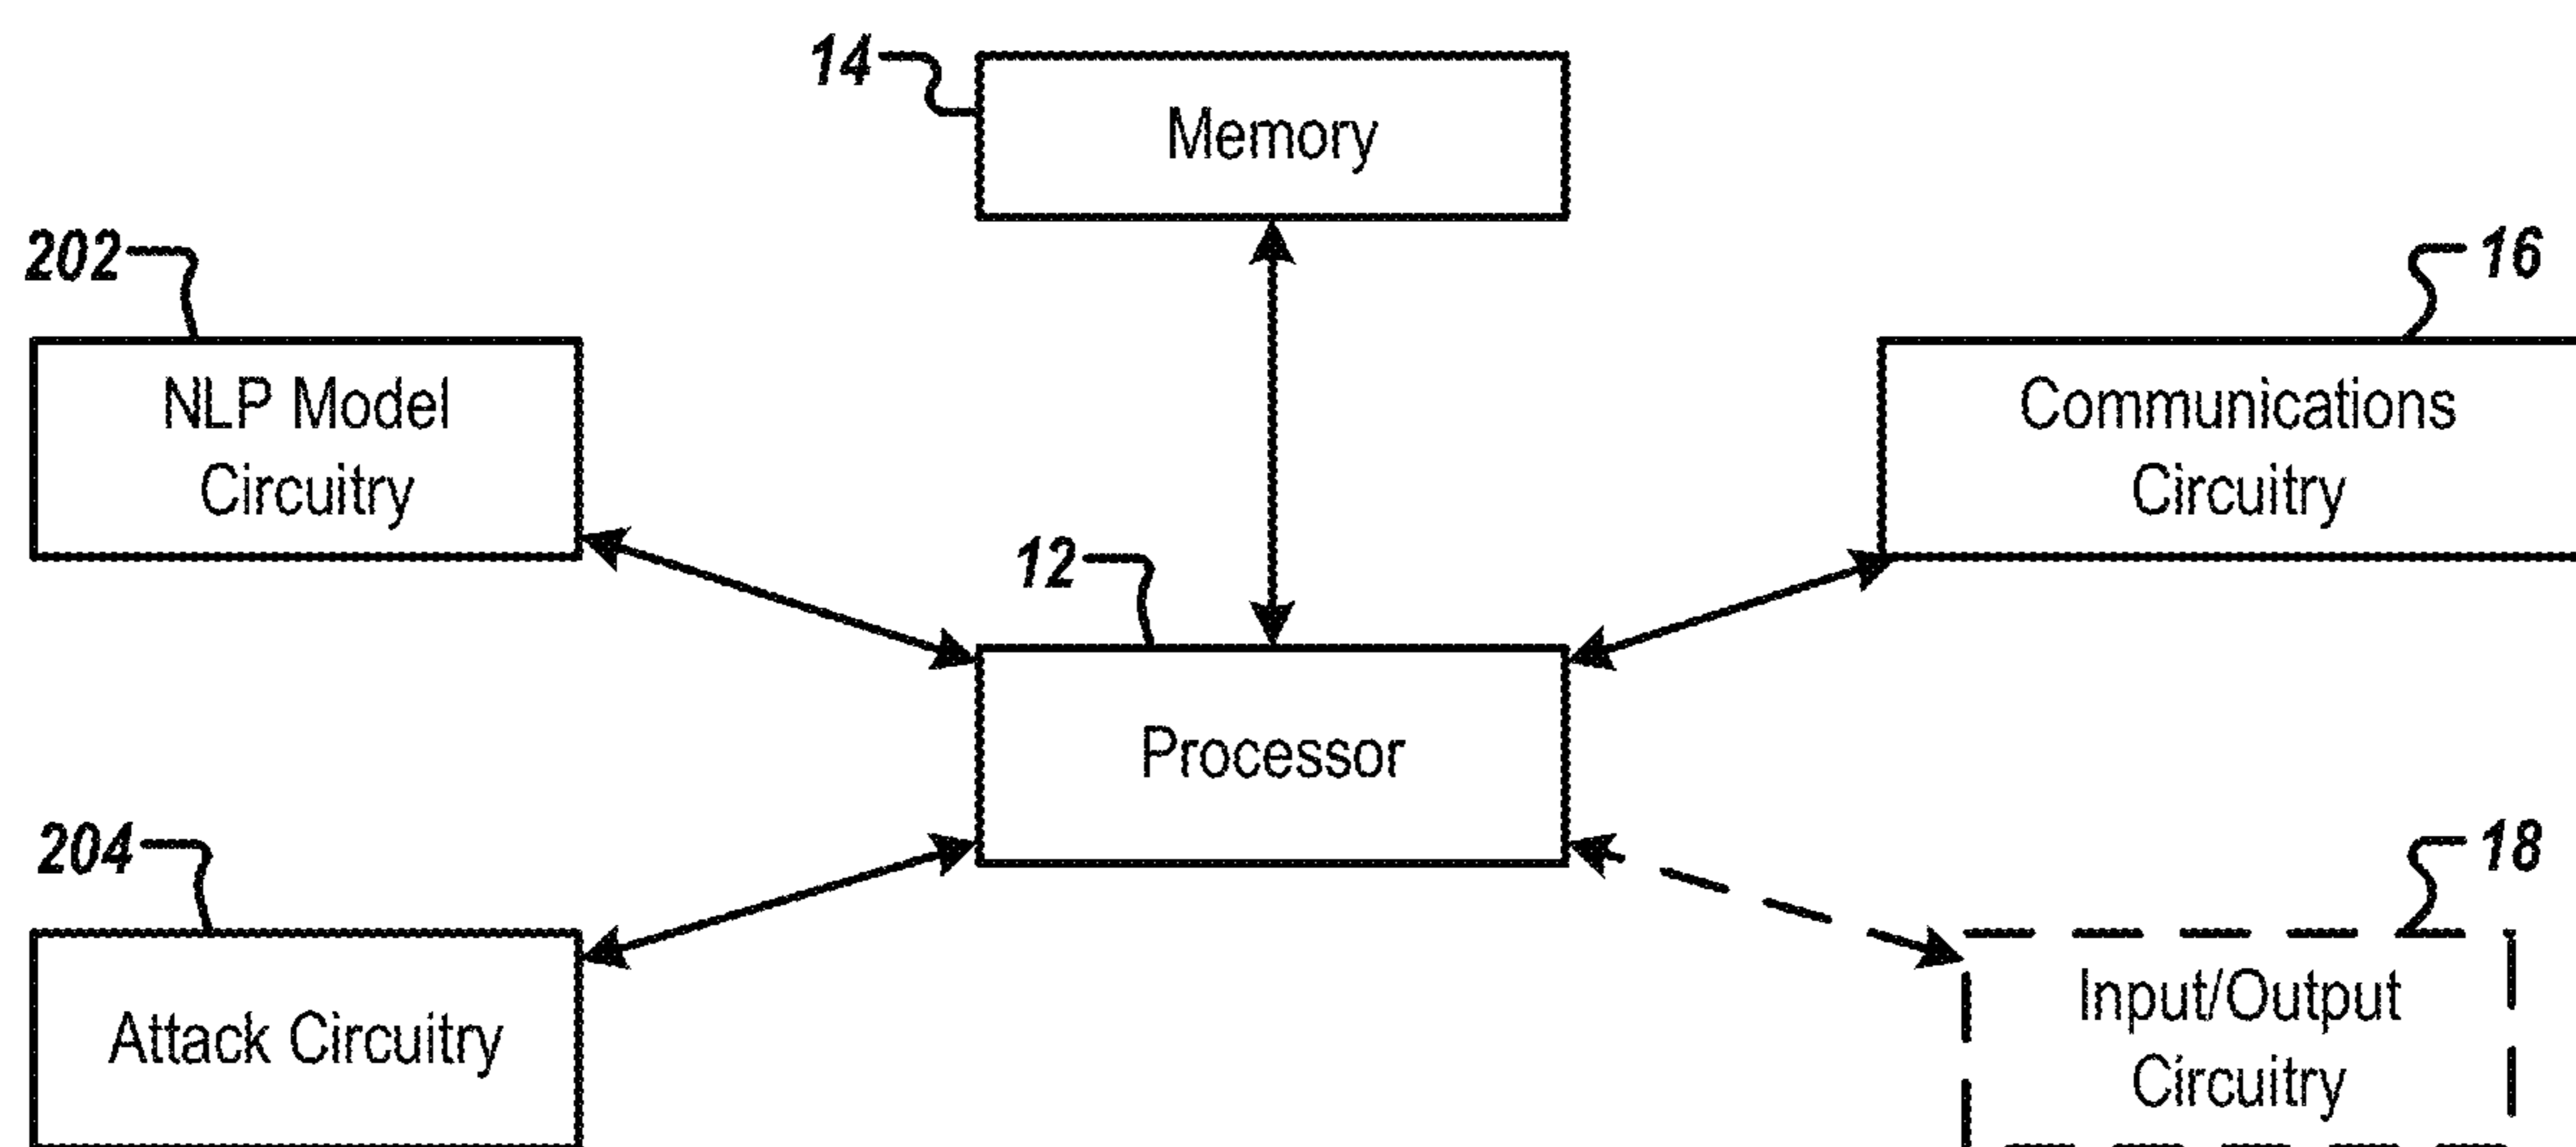 14
Memory
202
16
NLP Model
Circuitry
Communications
Circuitry
12
Processor
204
18
Attack Circuitry
Input/Output
Circuitry